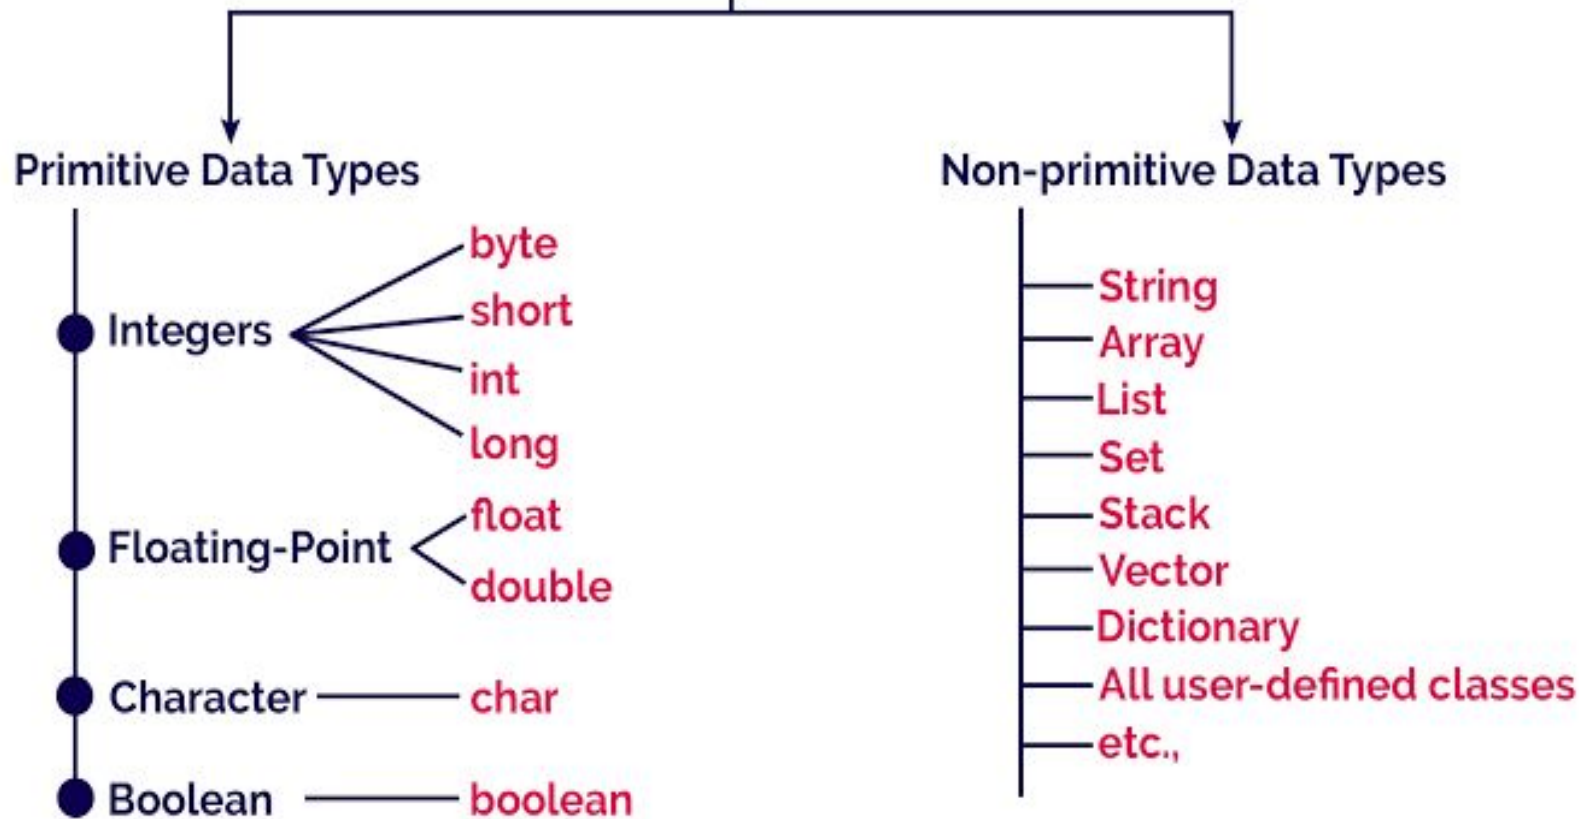 Primitive Data Types
Integers
byte
short
int
long
Floating-Point
float
double
Character
char
Boolean
boolean
Non-primitive Data Types
String
Array
List
Set
Stack
Vector
Dictionary
All user-defined classes
etc.,